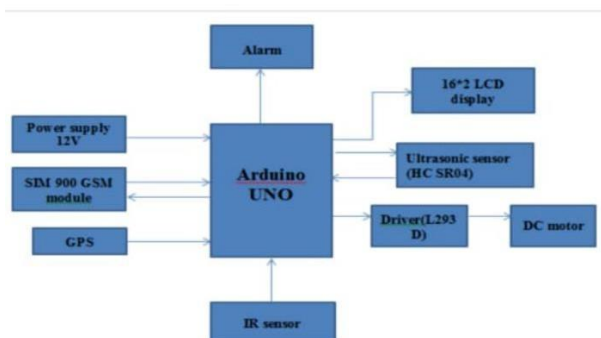 Alarm
16*2 LCD
display
Power supply
12V
Arduino
UNO
Ultrasonic sensor
(HC SR04)
SIM 900 GSM
module
Driver(L293
D)
DC motor
GPS
IR sensor